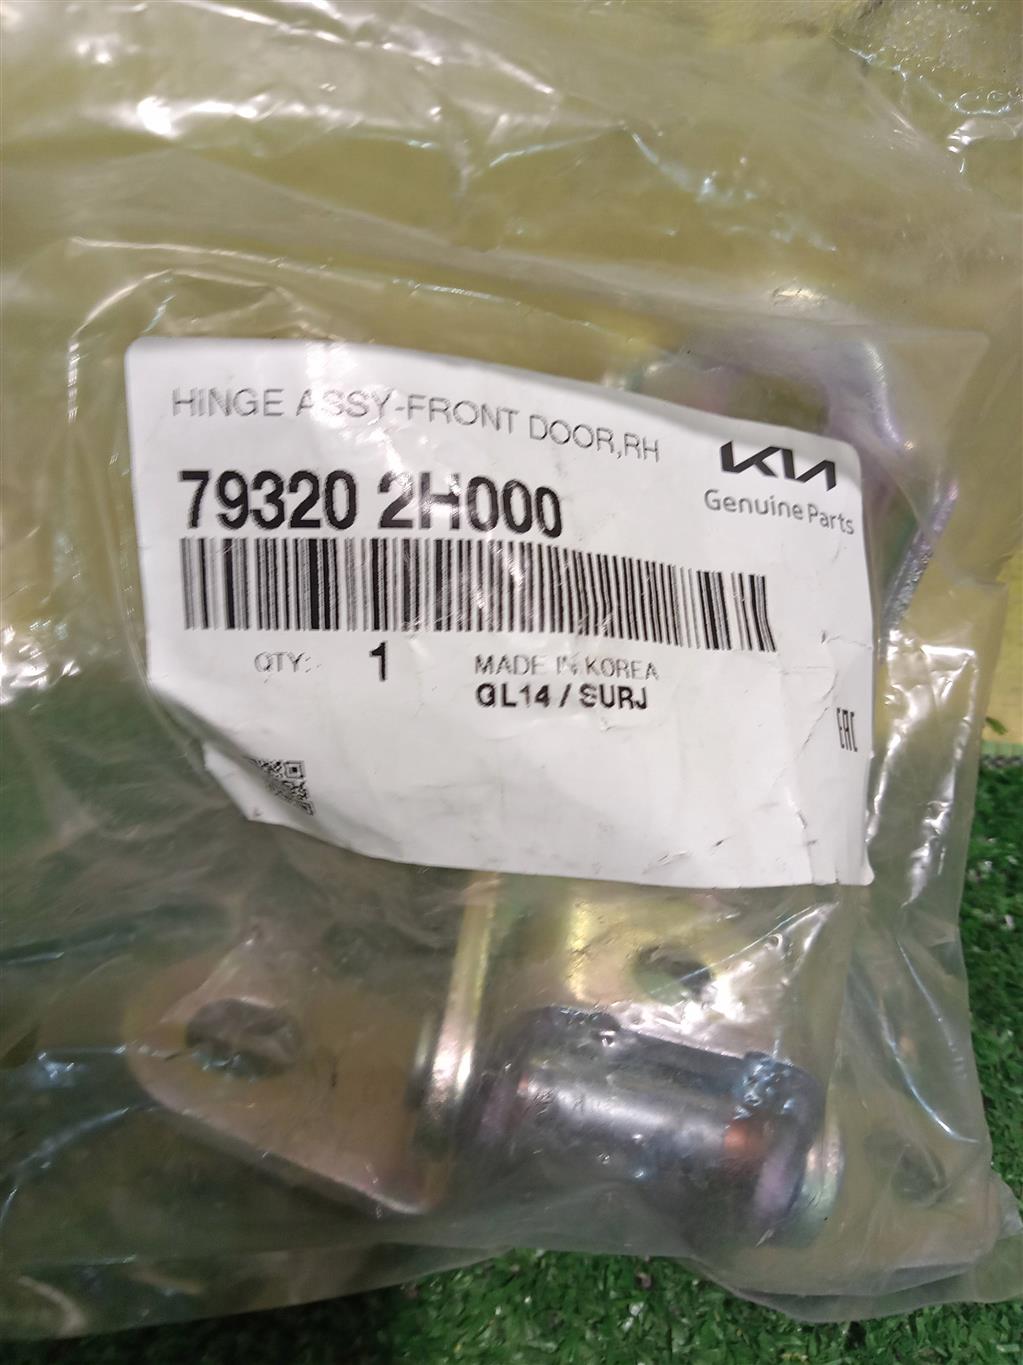 HINGE ASSY-FRONT DOOR,RH
KIA
79320 2H000
Genuine Parts
QTY: 1
MADE IN KOREA
GL14 / SURJ
EAC